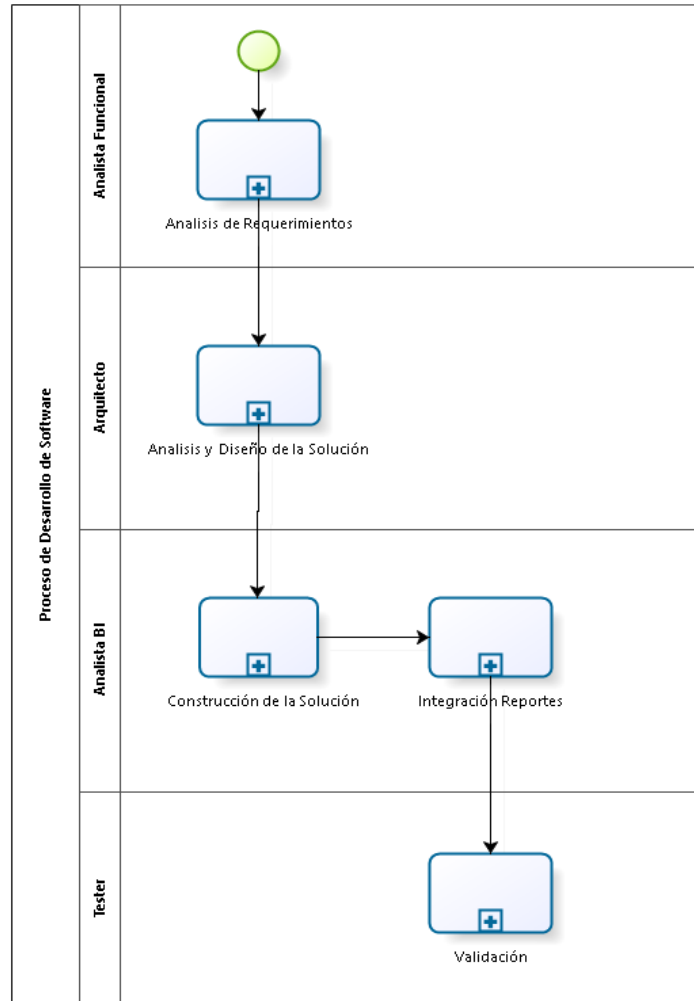 Proceso de Desarrollo de Software
Analista Funcional
Analisis de Requerimientos
Arquitecto
Analisis y Diseño de la Solución
Analista BI
Construcción de la Solución
Integración Reportes
Tester
Validación